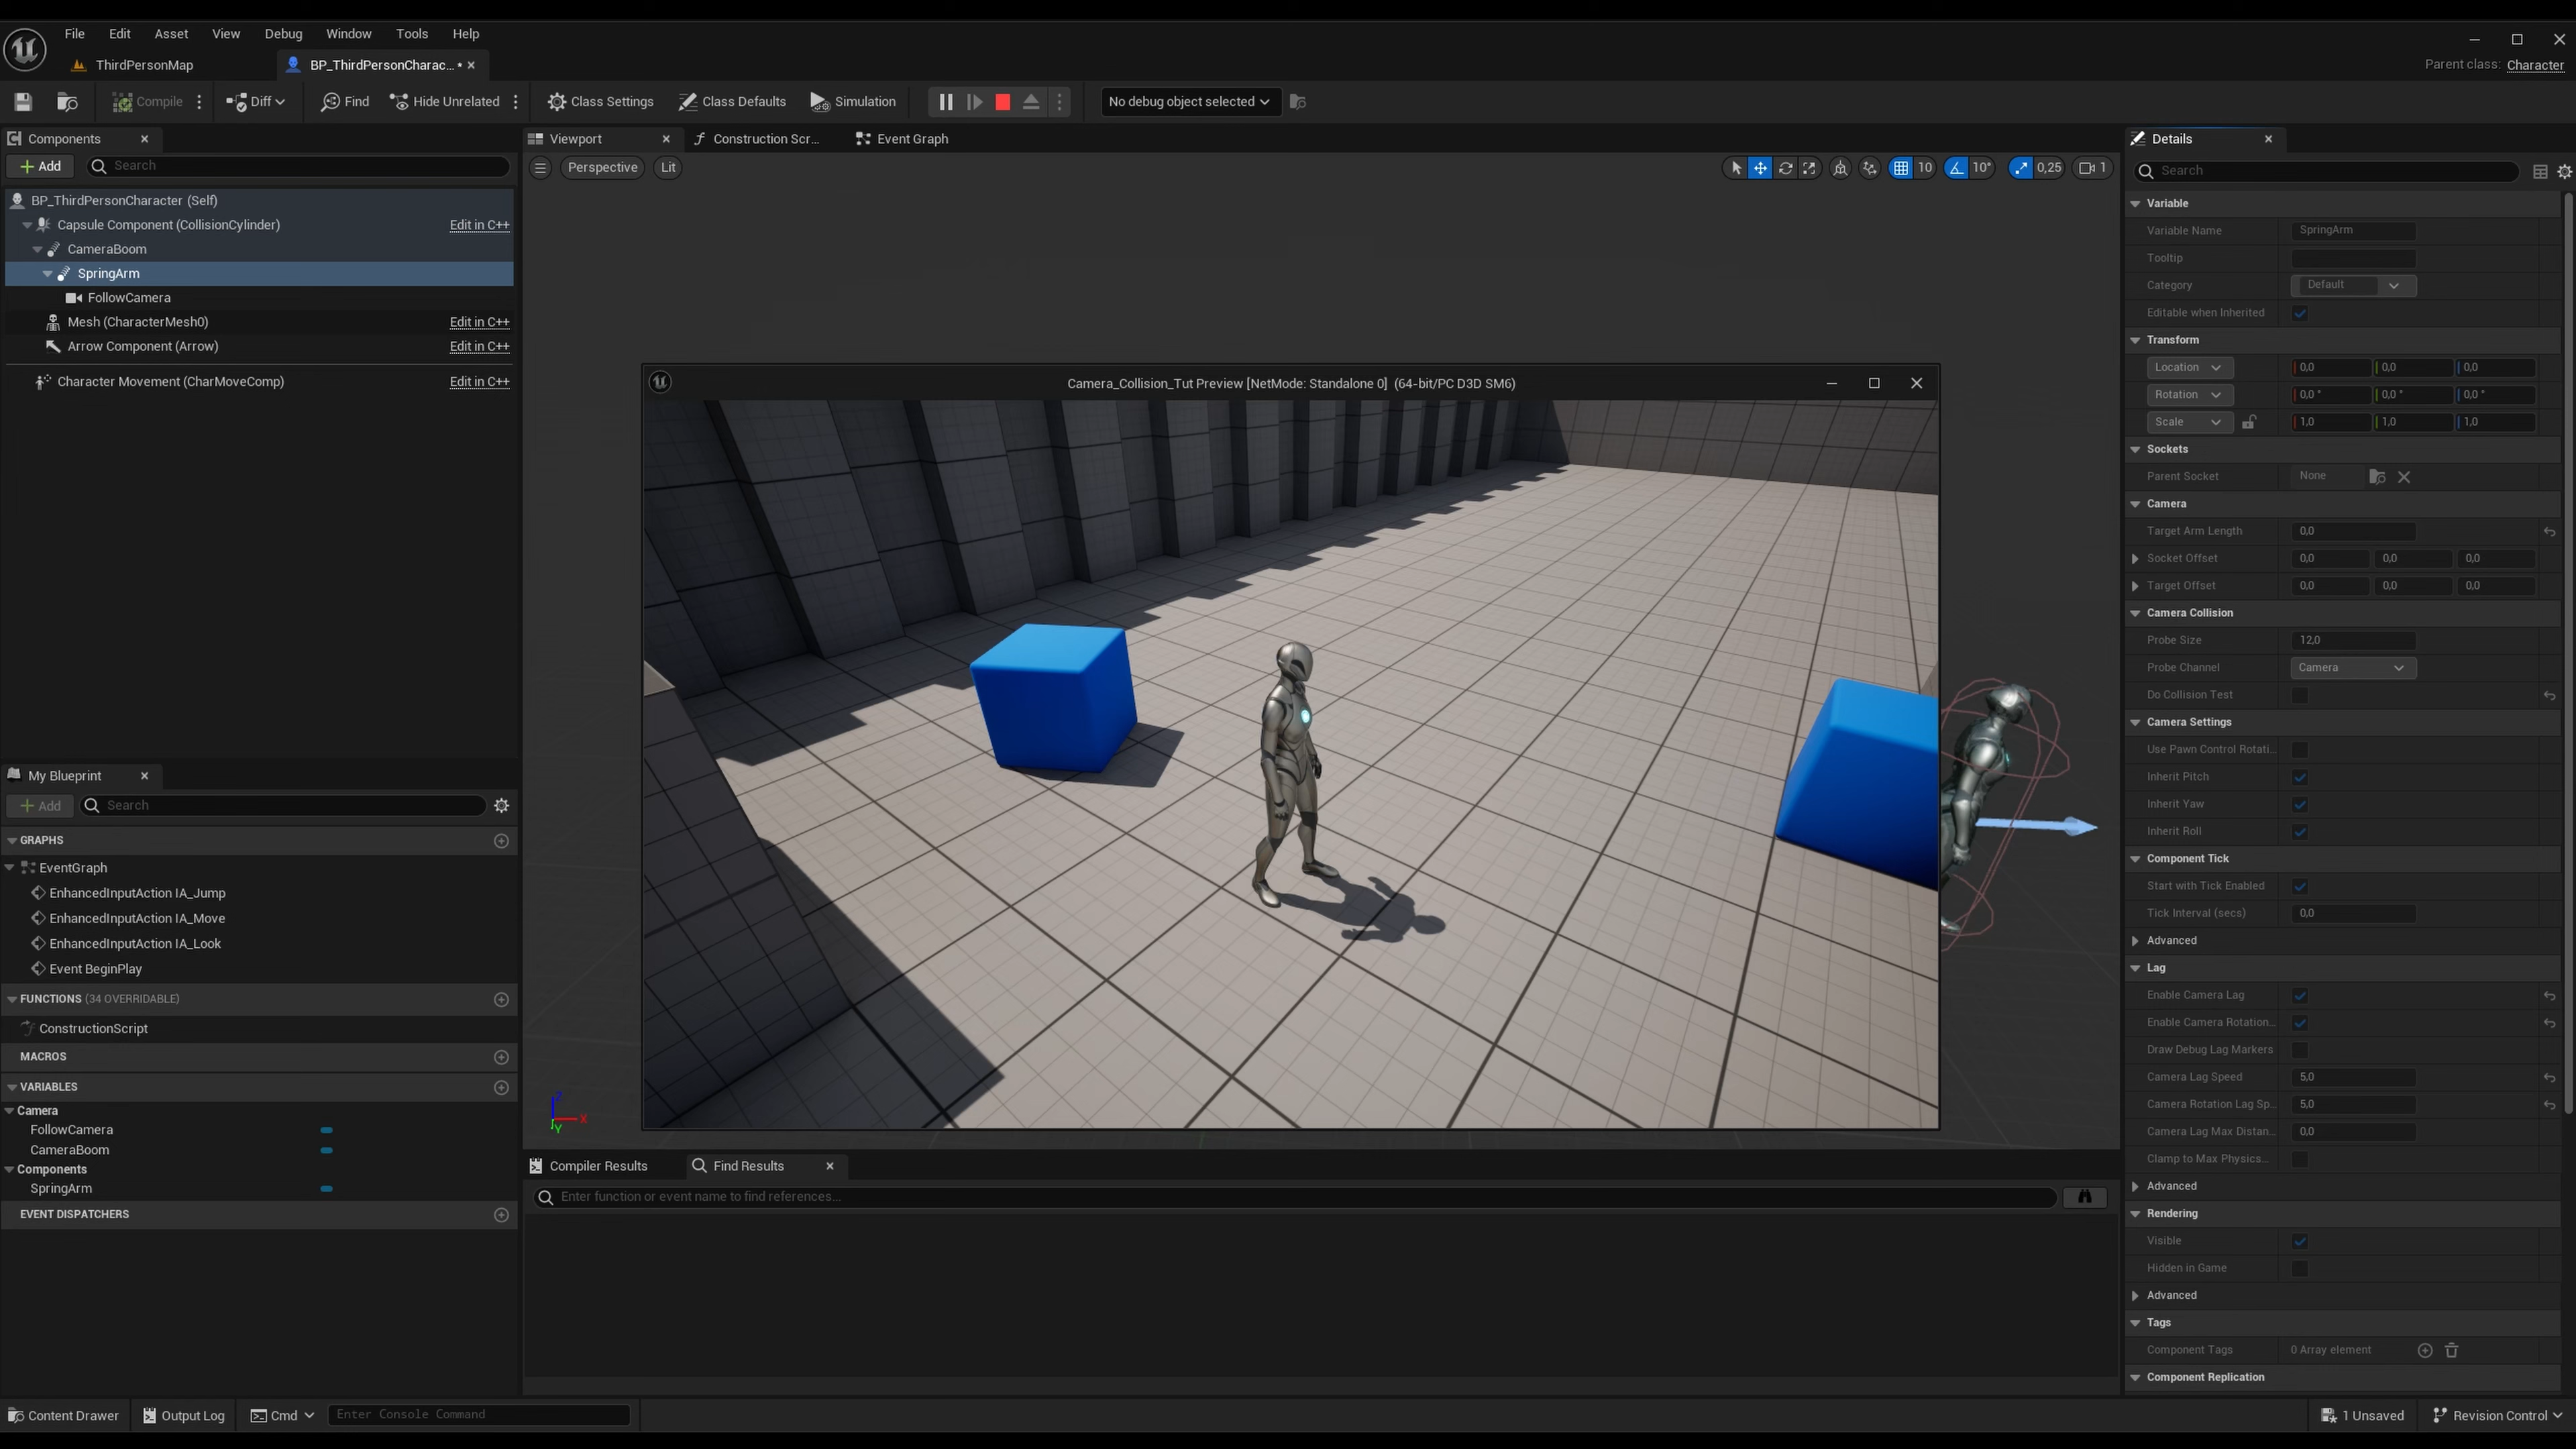 File Edit Asset View Debug Window Tools Help
ThirdPersonMap
BP_ThirdPersonCharac... •
Parent class: Character
Compile Diff Find Hide Unrelated Class Settings Class Defaults Simulation No debug object selected
Components
Add Search
BP_ThirdPersonCharacter (Self)
Capsule Component (CollisionCylinder) Edit in C++
CameraBoom
SpringArm
FollowCamera
Mesh (CharacterMesh0) Edit in C++
Arrow Component (Arrow) Edit in C++
Character Movement (CharMoveComp) Edit in C++
My Blueprint
Add Search
GRAPHS
EventGraph
EnhancedInputAction IA_Jump
EnhancedInputAction IA_Move
EnhancedInputAction IA_Look
Event BeginPlay
FUNCTIONS (34 OVERRIDABLE)
ConstructionScript
MACROS
VARIABLES
Camera
FollowCamera
CameraBoom
Components
SpringArm
EVENT DISPATCHERS
Viewport Construction Scr... Event Graph
Perspective Lit 10 10° 0,25 1
Camera_Collision_Tut Preview [NetMode: Standalone 0] (64-bit/PC D3D SM6)
Z
X
Y
Compiler Results Find Results
Enter function or event name to find references...
Details
Search
Variable
Variable Name SpringArm
Tooltip
Category Default
Editable when Inherited
Transform
Location 0,0 0,0 0,0
Rotation 0,0 ° 0,0 ° 0,0 °
Scale 1,0 1,0 1,0
Sockets
Parent Socket None
Camera
Target Arm Length 0,0
Socket Offset 0,0 0,0 0,0
Target Offset 0,0 0,0 0,0
Camera Collision
Probe Size 12,0
Probe Channel Camera
Do Collision Test
Camera Settings
Use Pawn Control Rotati...
Inherit Pitch
Inherit Yaw
Inherit Roll
Component Tick
Start with Tick Enabled
Tick Interval (secs) 0,0
Advanced
Lag
Enable Camera Lag
Enable Camera Rotation...
Draw Debug Lag Markers
Camera Lag Speed 5,0
Camera Rotation Lag Sp... 5,0
Camera Lag Max Distan... 0,0
Clamp to Max Physics...
Advanced
Rendering
Visible
Hidden in Game
Advanced
Tags
Component Tags 0 Array element
Component Replication
Content Drawer Output Log Cmd Enter Console Command 1 Unsaved Revision Control